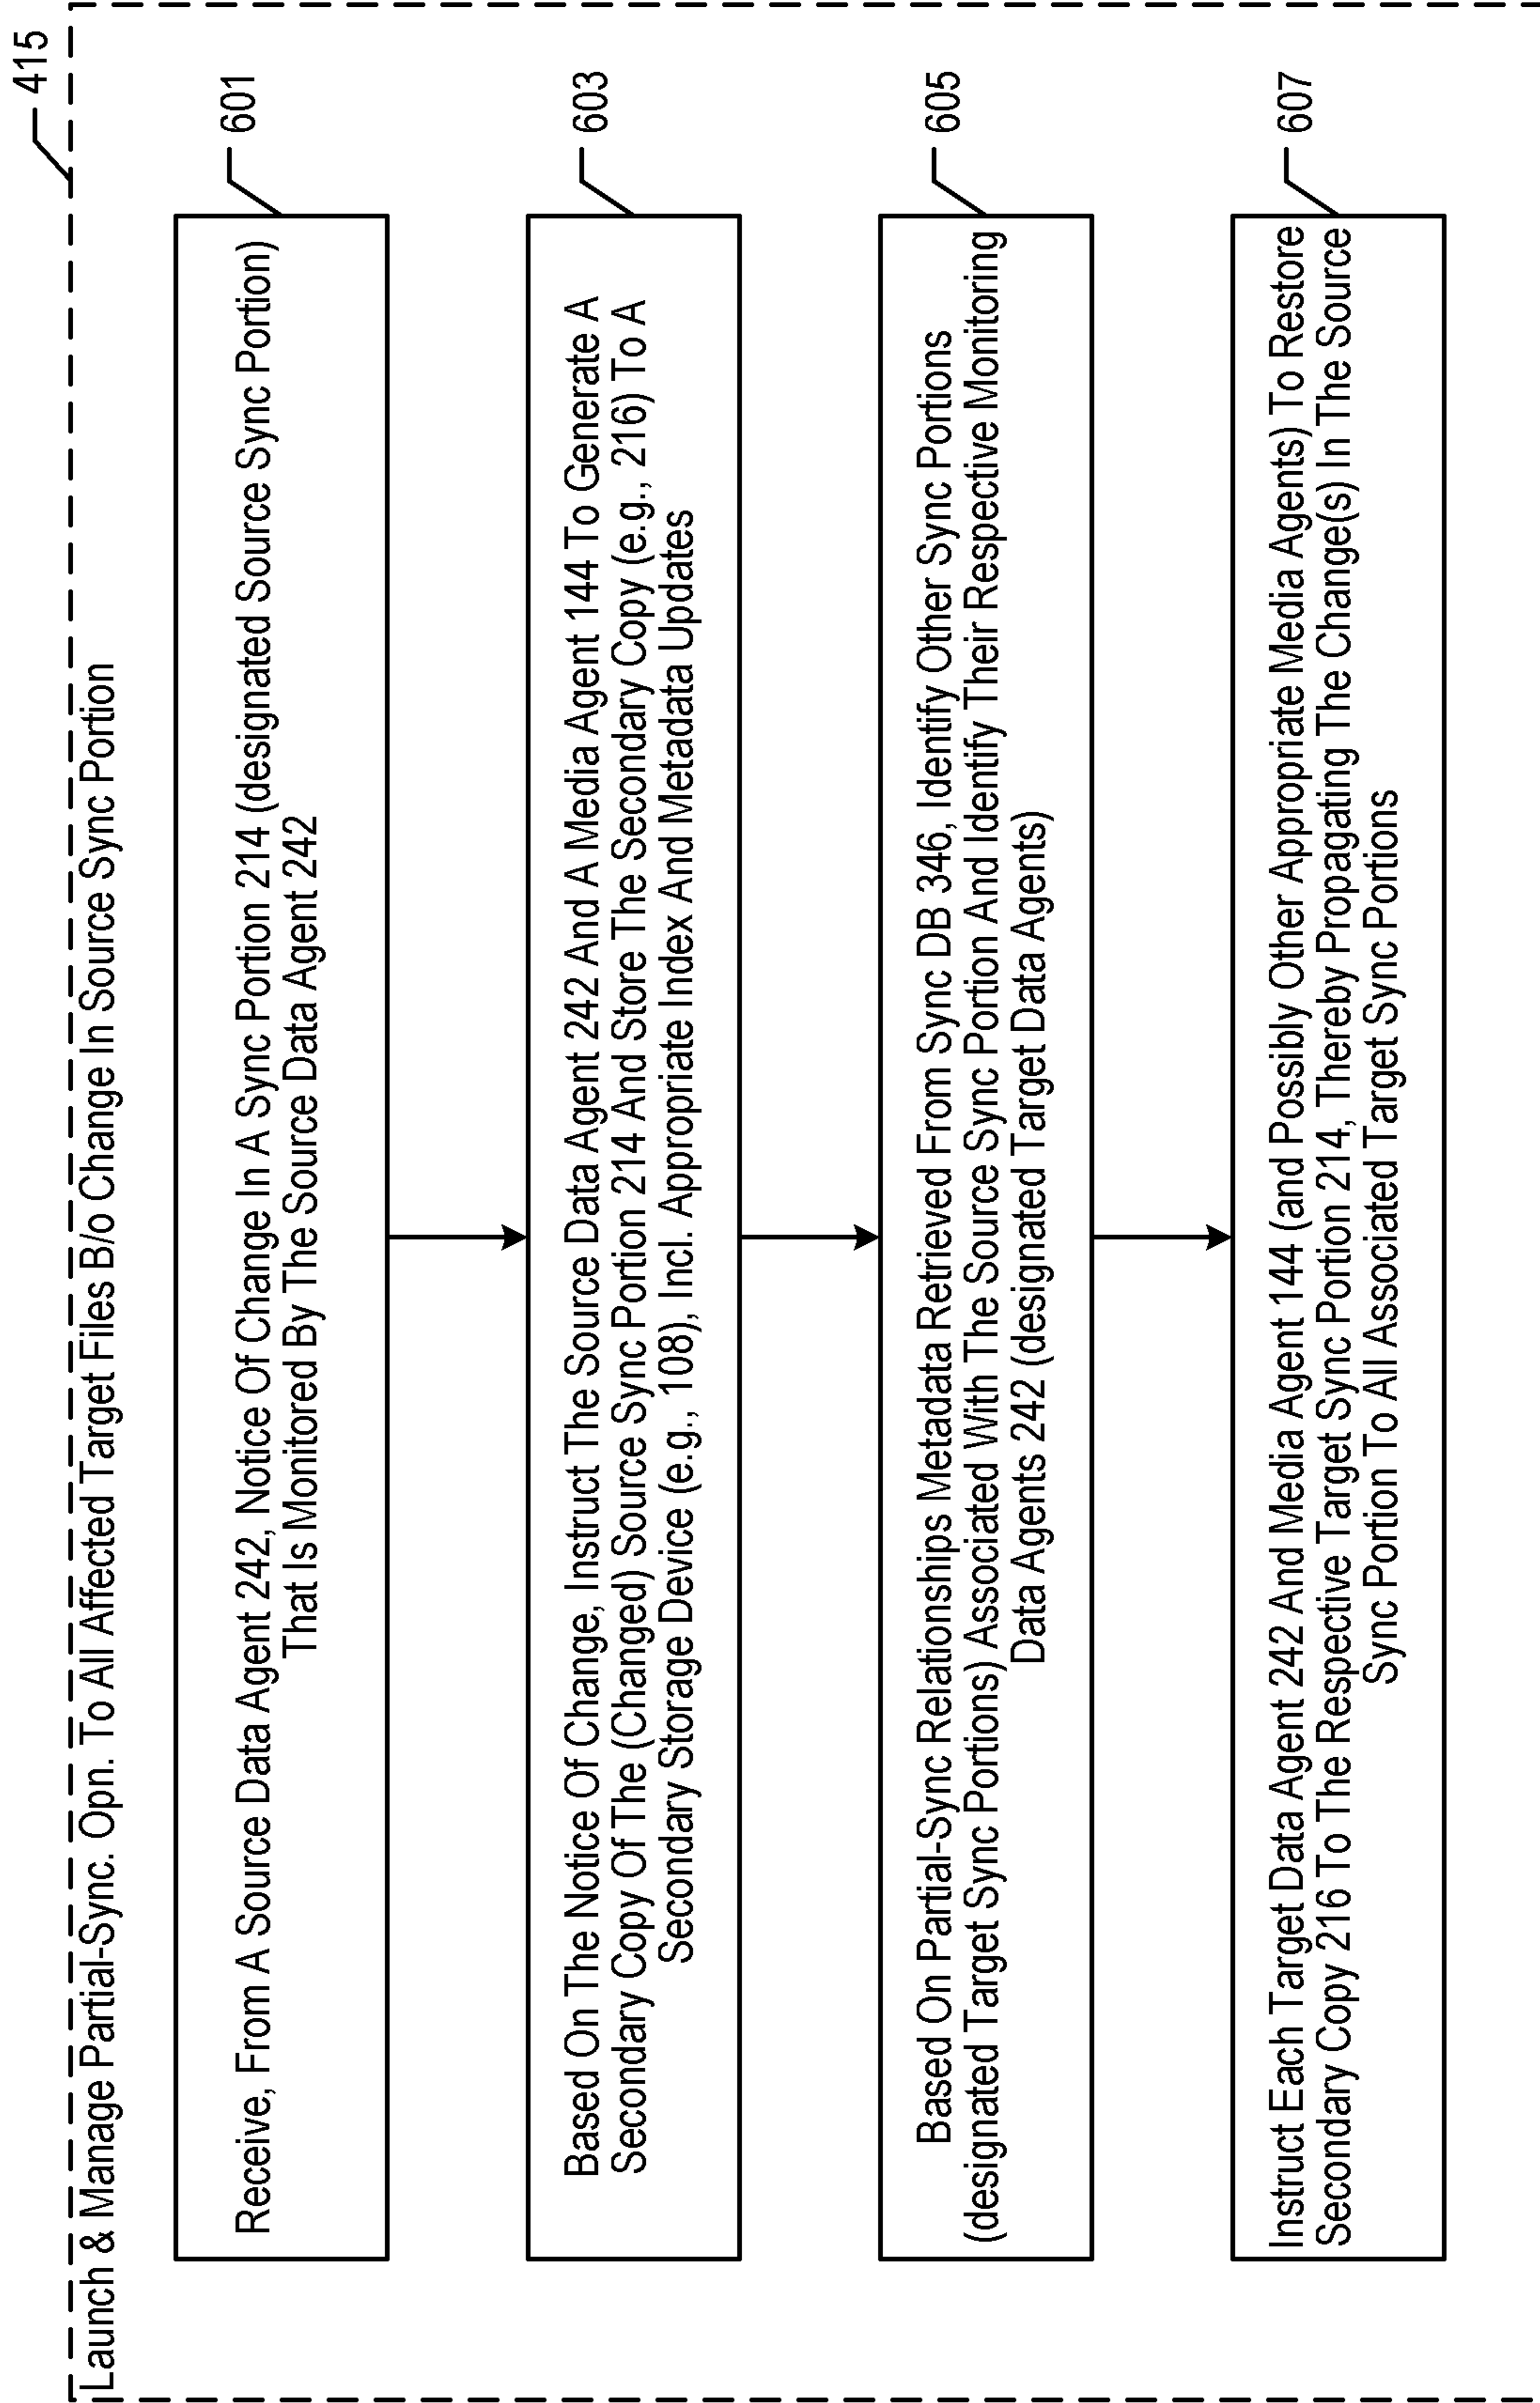 415
Launch & Manage Partial-Sync. Opn. To All Affected Target Files B/o Change In Source Sync Portion
601
Receive, From A Source Data Agent 242, Notice Of Change In A Sync Portion 214 (designated Source Sync Portion)
That Is Monitored By The Source Data Agent 242
603
Based On The Notice Of Change, Instruct The Source Data Agent 242 And A Media Agent 144 To Generate A
Secondary Copy Of The (Changed) Source Sync Portion 214 And Store The Secondary Copy (e.g., 216) To A
Secondary Storage Device (e.g., 108), Incl. Appropriate Index And Metadata Updates
605
Based On Partial-Sync Relationships Metadata Retrieved From Sync DB 346, Identify Other Sync Portions
(designated Target Sync Portions) Associated With The Source Sync Portion And Identify Their Respective Monitoring
Data Agents 242 (designated Target Data Agents)
607
Instruct Each Target Data Agent 242 And Media Agent 144 (and Possibly Other Appropriate Media Agents) To Restore
Secondary Copy 216 To The Respective Target Sync Portion 214, Thereby Propagating The Change(s) In The Source
Sync Portion To All Associated Target Sync Portions